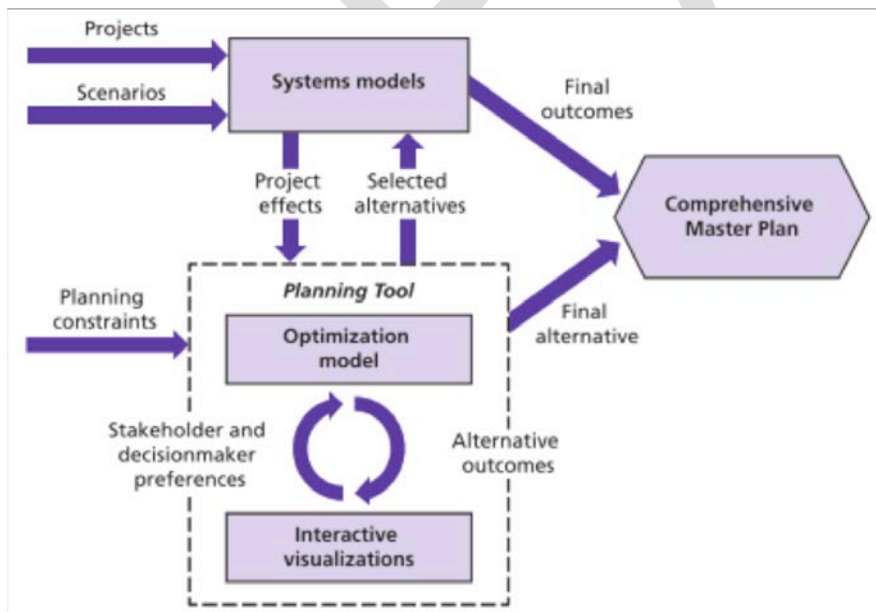 Projects
Systems models
Scenarios
Final
outcomes
Project
effects
Selected
alternatives
Comprehensive
Master Plan
Planning Tool
Planning
constraints
Optimization
model
Final
alternative
Stakeholder and
decisionmaker
preferences
Alternative
outcomes
Interactive
visualizations